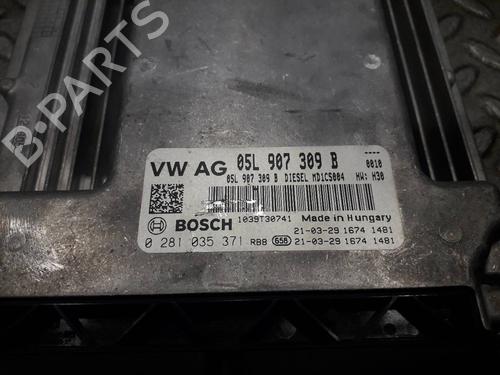 B-PARTS
VW AG 05L 907 309 B ----
05L 907 309 B DIESEL MD1CS004 0010
HW: H30
BOSCH 1039T30741 Made in Hungary
0 281 035 371 RBB 658 21-03-29 1674 1481
21-03-29 1674 1481